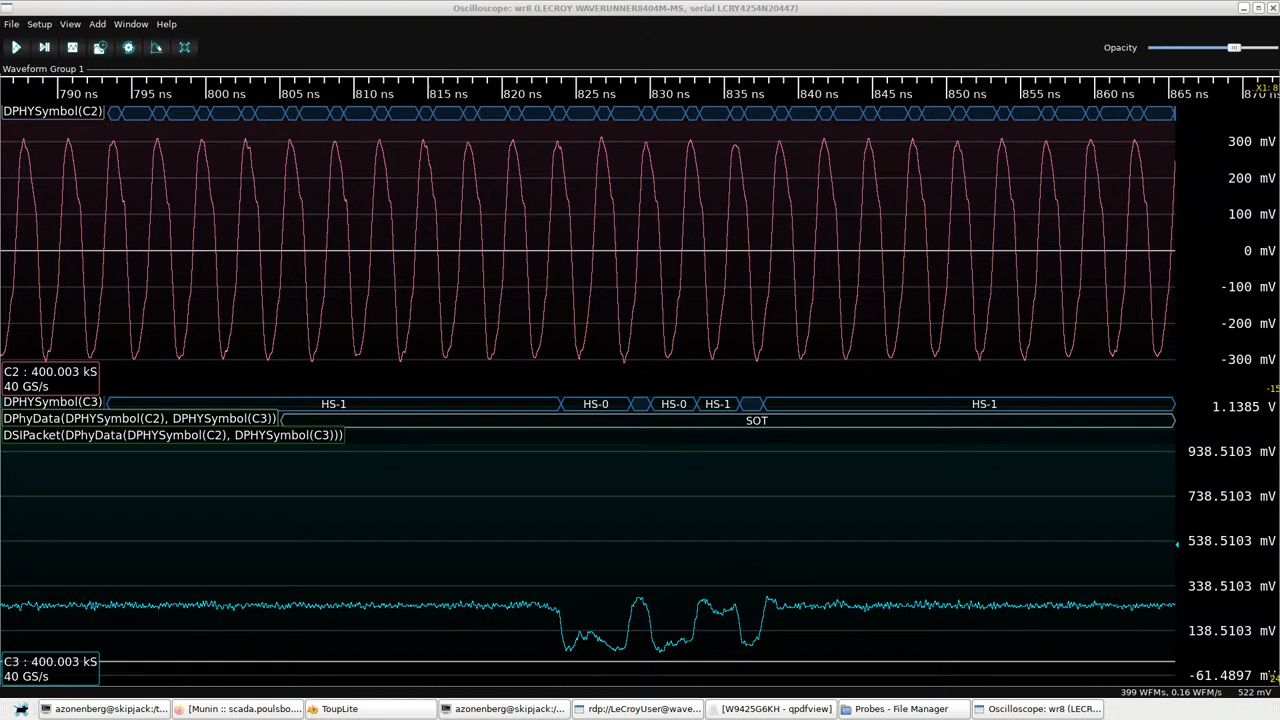 Oscilloscope: wr8 (LECROY WAVERUNNER8404M-MS, serial LCRY4254N20447)
File Setup View Add Window Help
Opacity
Waveform Group 1
790 ns 795 ns 800 ns 805 ns 810 ns 815 ns 820 ns 825 ns 830 ns 835 ns 840 ns 845 ns 850 ns 855 ns 860 ns 865 ns
X1: 8
DPHYSymbol(C2)
300 mV
200 mV
100 mV
0 mV
-100 mV
-200 mV
-300 mV
C2 : 400.003 kS
40 GS/s
-15
DPHYSymbol(C3) HS-1 HS-0 HS-0 HS-1 HS-1
1.1385 V
DPhyData(DPHYSymbol(C2), DPHYSymbol(C3)) SOT
DSIPacket(DPhyData(DPHYSymbol(C2), DPHYSymbol(C3)))
938.5103 mV
738.5103 mV
538.5103 mV
338.5103 mV
138.5103 mV
C3 : 400.003 kS
40 GS/s
-61.4897
399 WFMs, 0.16 WFM/s 522 mV
azonenberg@skipjack:/t... [Munin :: scada.poulsbo... ToupLite azonenberg@skipjack:/... rdp://LeCroyUser@wave... [W9425G6KH - qpdfview] Probes - File Manager Oscilloscope: wr8 (LECR...